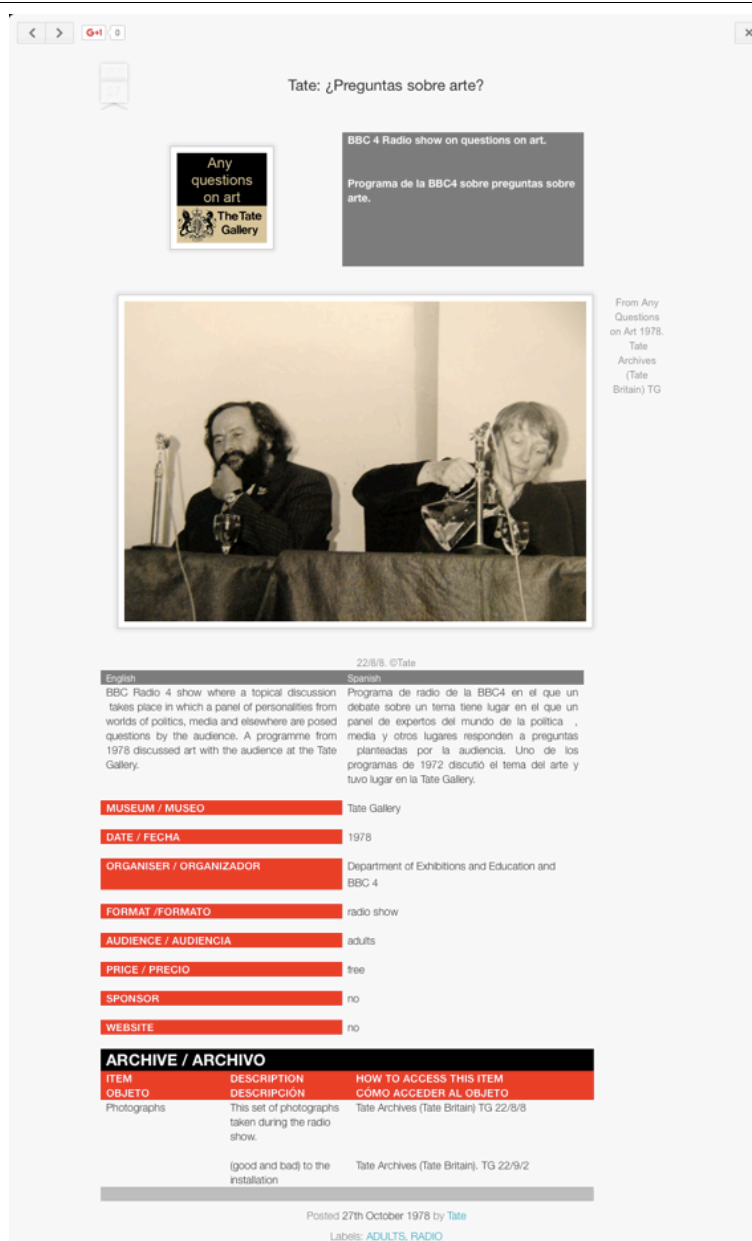 G+1 0
Tate: ¿Preguntas sobre arte?
Any
questions
on art
The Tate
Gallery
BBC 4 Radio show on questions on art.
Programa de la BBC4 sobre preguntas sobre
arte.
From Any
Questions
on Art 1978.
Tate
Archives
(Tate
Britain) TG
22/8/8. ©Tate
English
BBC Radio 4 show where a topical discussion
takes place in which a panel of personalities from
worlds of politics, media and elsewhere are posed
questions by the audience. A programme from
1978 discussed art with the audience at the Tate
Gallery.
Spanish
Programa de radio de la BBC4 en el que un
debate sobre un tema tiene lugar en el que un
panel de expertos del mundo de la política ,
media y otros lugares responden a preguntas
planteadas por la audiencia. Uno de los
programas de 1972 discutió el tema del arte y
tuvo lugar en la Tate Gallery.
MUSEUM / MUSEO Tate Gallery
DATE / FECHA 1978
ORGANISER / ORGANIZADOR Department of Exhibitions and Education and
BBC 4
FORMAT /FORMATO radio show
AUDIENCE / AUDIENCIA adults
PRICE / PRECIO free
SPONSOR no
WEBSITE no
ARCHIVE / ARCHIVO
ITEM DESCRIPTION HOW TO ACCESS THIS ITEM
OBJETO DESCRIPCIÓN CÓMO ACCEDER AL OBJETO
Photographs This set of photographs Tate Archives (Tate Britain) TG 22/8/8
taken during the radio
show.
(good and bad) to the Tate Archives (Tate Britain). TG 22/9/2
installation
Posted 27th October 1978 by Tate
Labels: ADULTS, RADIO